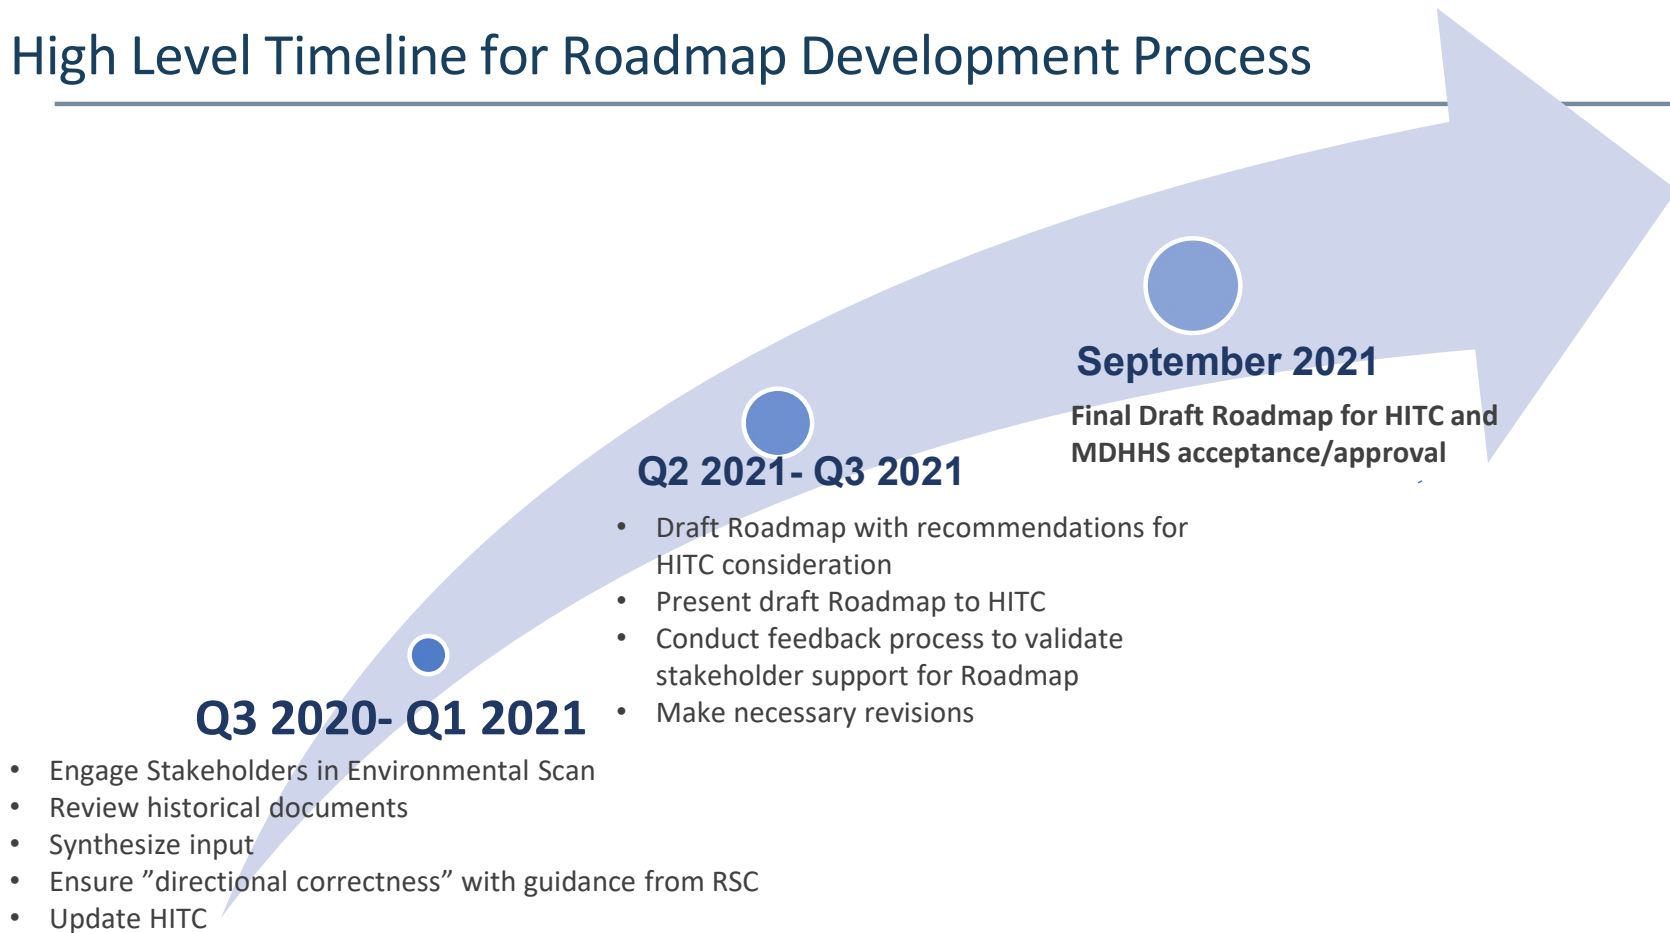 High Level Timeline for Roadmap Development Process
September 2021
Final Draft Roadmap for HITC and
MDHHS acceptance/approval
Q2 2021- Q3 2021
• Draft Roadmap with recommendations for
HITC consideration
• Present draft Roadmap to HITC
• Conduct feedback process to validate
stakeholder support for Roadmap
• Make necessary revisions
Q3 2020- Q1 2021
• Engage Stakeholders in Environmental Scan
• Review historical documents
• Synthesize input
• Ensure ”directional correctness” with guidance from RSC
• Update HITC